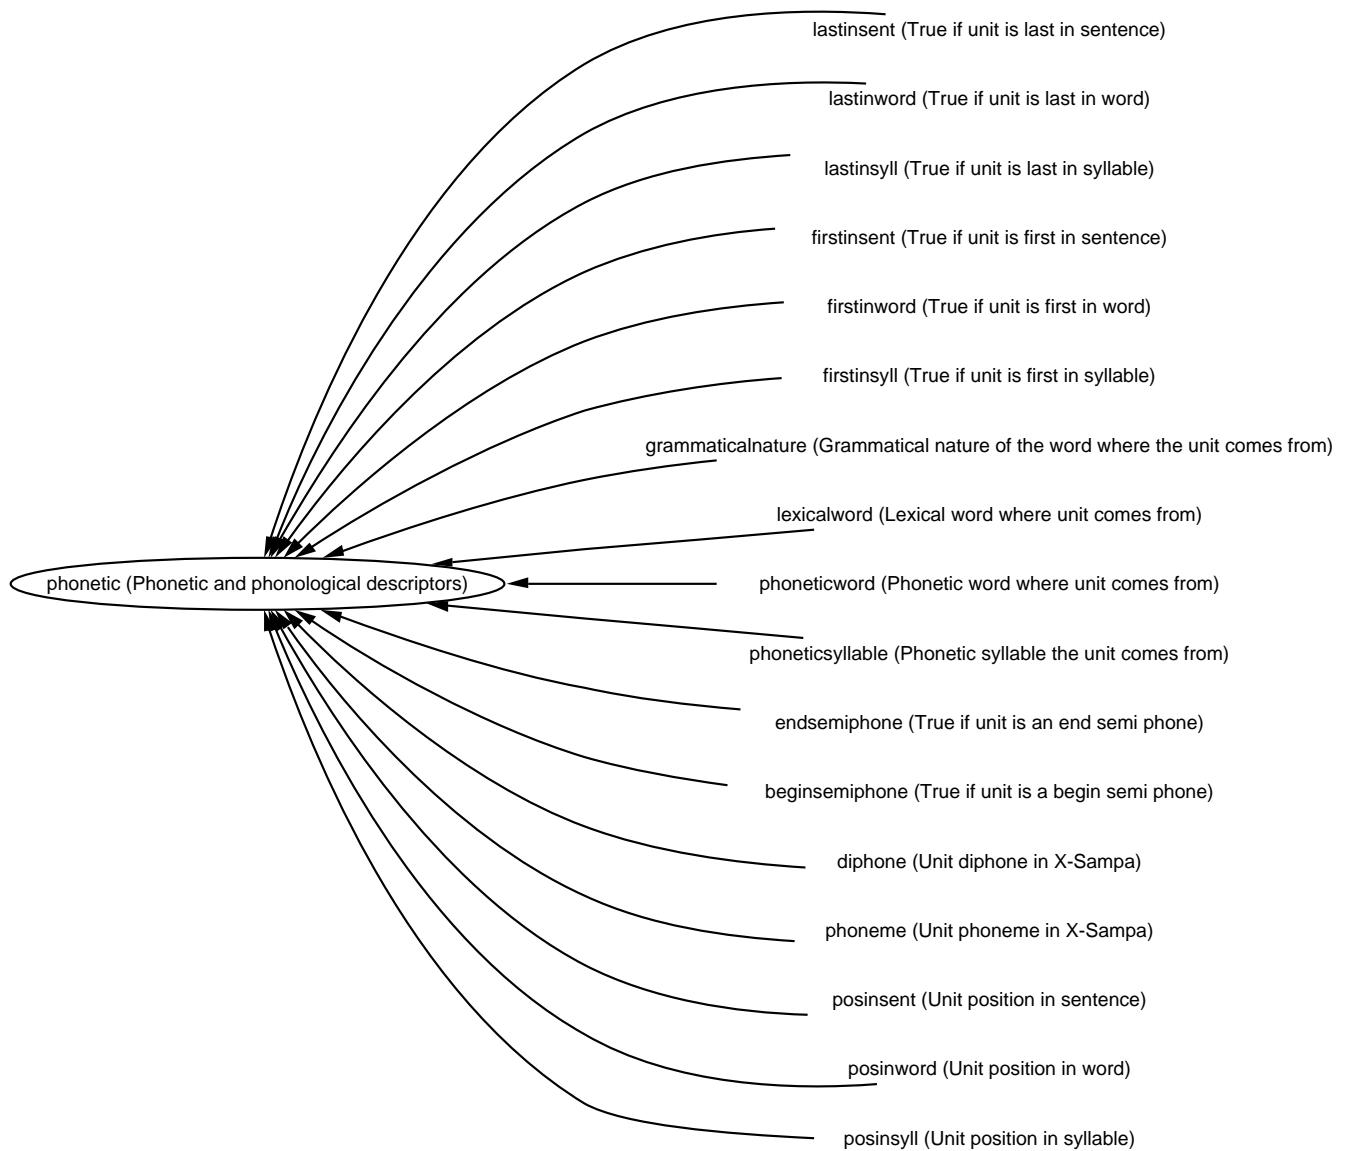 lastinsent (True if unit is last in sentence)
lastinword (True if unit is last in word)
lastinsyll (True if unit is last in syllable)
firstinsent (True if unit is first in sentence)
firstinword (True if unit is first in word)
firstinsyll (True if unit is first in syllable)
grammaticalnature (Grammatical nature of the word where the unit comes from)
lexicalword (Lexical word where unit comes from)
phonetic (Phonetic and phonological descriptors)
phoneticword (Phonetic word where unit comes from)
phoneticsyllable (Phonetic syllable the unit comes from)
endsemiphone (True if unit is an end semi phone)
beginsemiphone (True if unit is a begin semi phone)
diphone (Unit diphone in X-Sampa)
phoneme (Unit phoneme in X-Sampa)
posinsent (Unit position in sentence)
posinword (Unit position in word)
posinsyll (Unit position in syllable)